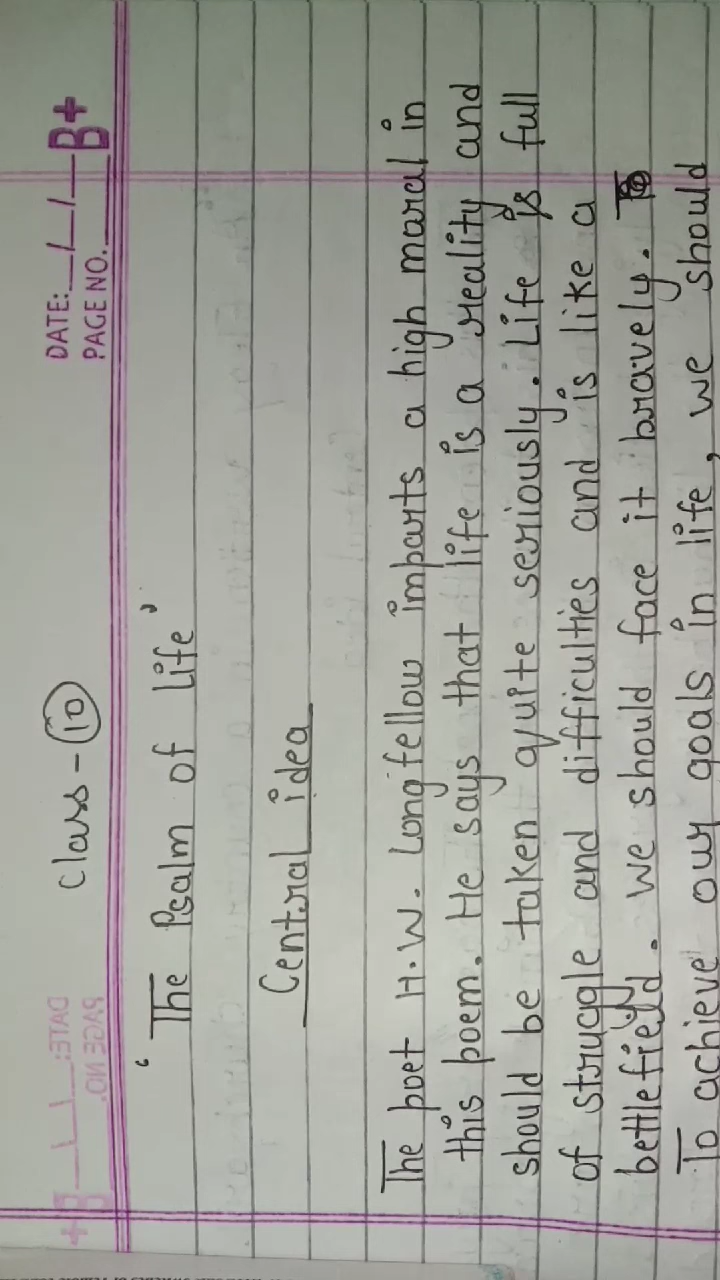 Class - 10
DATE: _/_/_
PAGE NO. B+
'The Psalm of Life'
Central idea
The poet H.W. Longfellow imparts a high moral in
this poem. He says that life is a reality and
should be taken quite seriously. Life is full
of struggle and difficulties and is like a
bettlefield. we should face it bravely.
To achieve our goals in life, we should